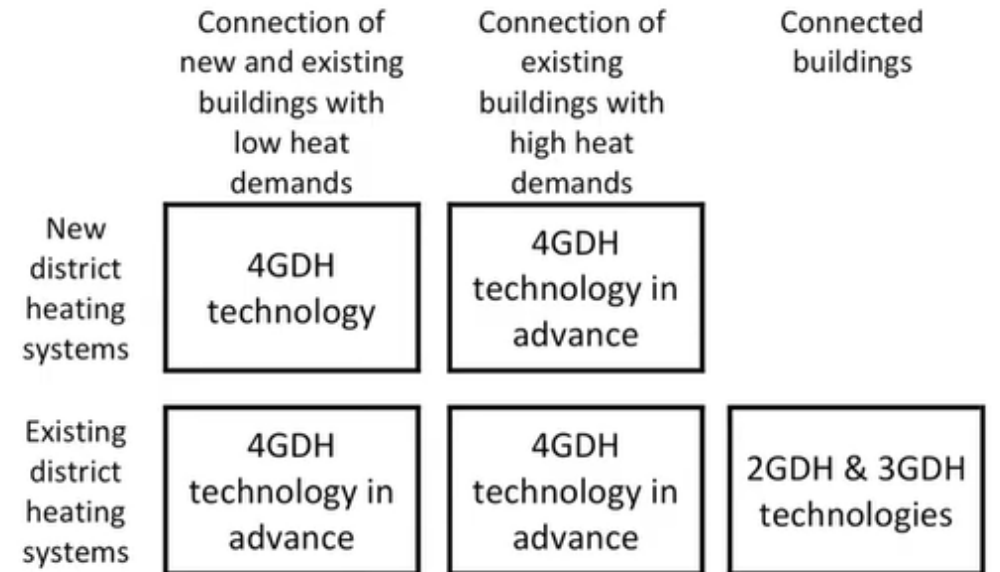 Connection of
new and existing
buildings with
low heat
demands
Connection of
existing
buildings with
high heat
demands
Connected
buildings
New
district
heating
systems
4GDH
technology
4GDH
technology in
advance
Existing
district
heating
systems
4GDH
technology in
advance
4GDH
technology in
advance
2GDH & 3GDH
technologies